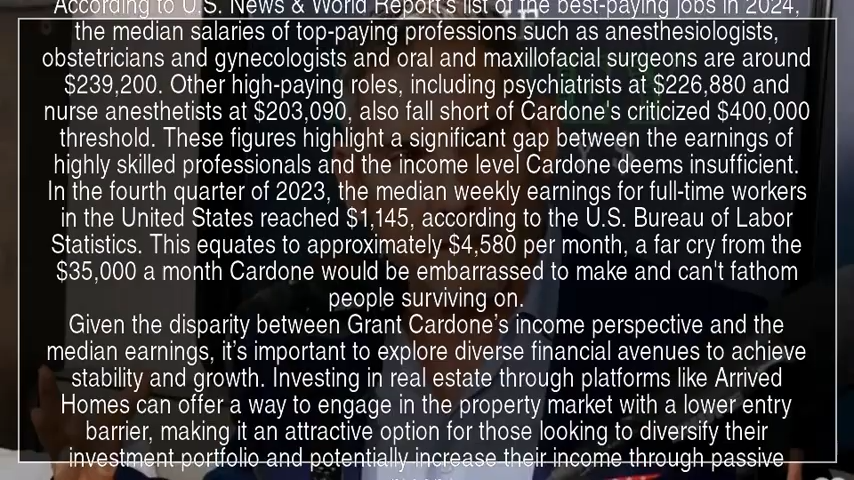 According to U.S. News & World Report's list of the best-paying jobs in 2024,
the median salaries of top-paying professions such as anesthesiologists,
obstetricians and gynecologists and oral and maxillofacial surgeons are around
$239,200. Other high-paying roles, including psychiatrists at $226,880 and
nurse anesthetists at $203,090, also fall short of Cardone's criticized $400,000
threshold. These figures highlight a significant gap between the earnings of
highly skilled professionals and the income level Cardone deems insufficient.
In the fourth quarter of 2023, the median weekly earnings for full-time workers
in the United States reached $1,145, according to the U.S. Bureau of Labor
Statistics. This equates to approximately $4,580 per month, a far cry from the
$35,000 a month Cardone would be embarrassed to make and can't fathom
people surviving on.
Given the disparity between Grant Cardone’s income perspective and the
median earnings, it’s important to explore diverse financial avenues to achieve
stability and growth. Investing in real estate through platforms like Arrived
Homes can offer a way to engage in the property market with a lower entry
barrier, making it an attractive option for those looking to diversify their
investment portfolio and potentially increase their income through passive